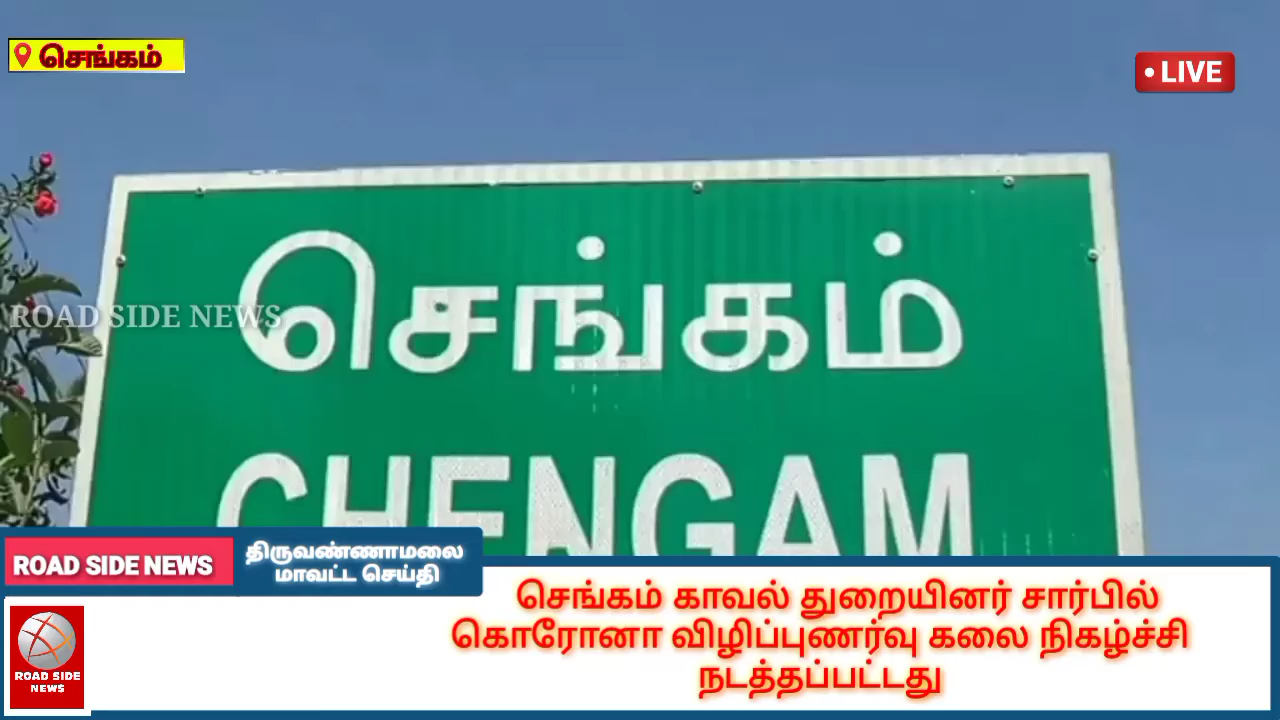 செங்கம்
LIVE
செங்கம்
ROAD SIDE NEWS
CHENGAM
ROAD SIDE NEWS
திருவண்ணாமலை
மாவட்ட செய்தி
செங்கம் காவல் துறையினர் சார்பில்
கொரோனா விழிப்புணர்வு கலை நிகழ்ச்சி
நடத்தப்பட்டது
ROAD SIDE
NEWS